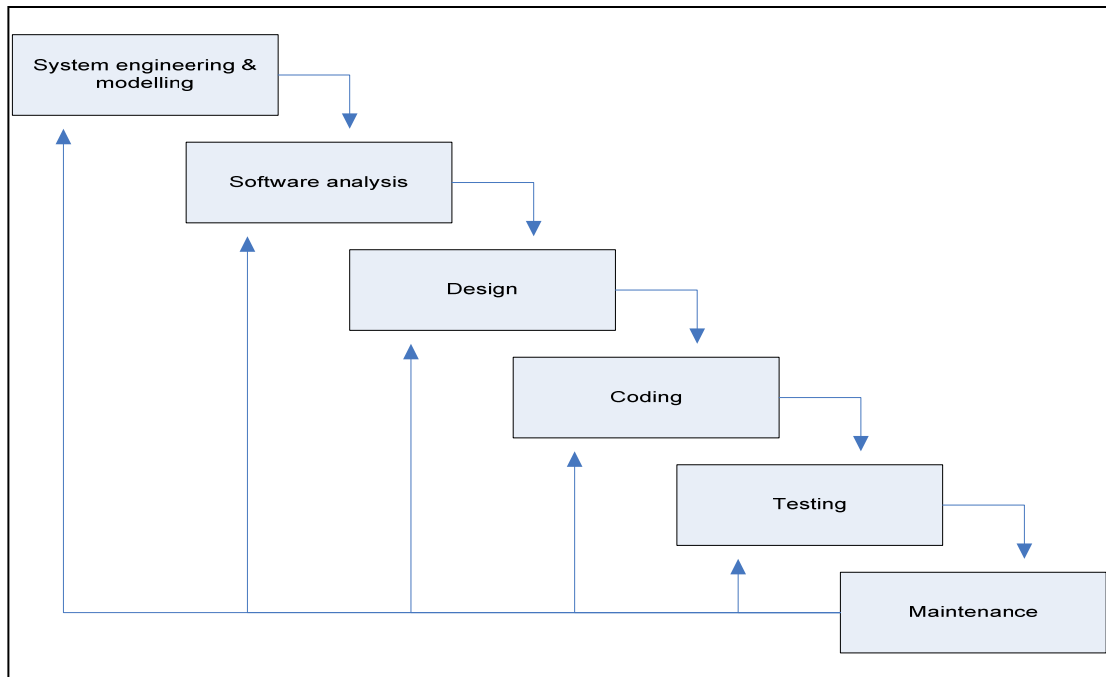 System engineering &
modelling
Software analysis
Design
Coding
Testing
Maintenance